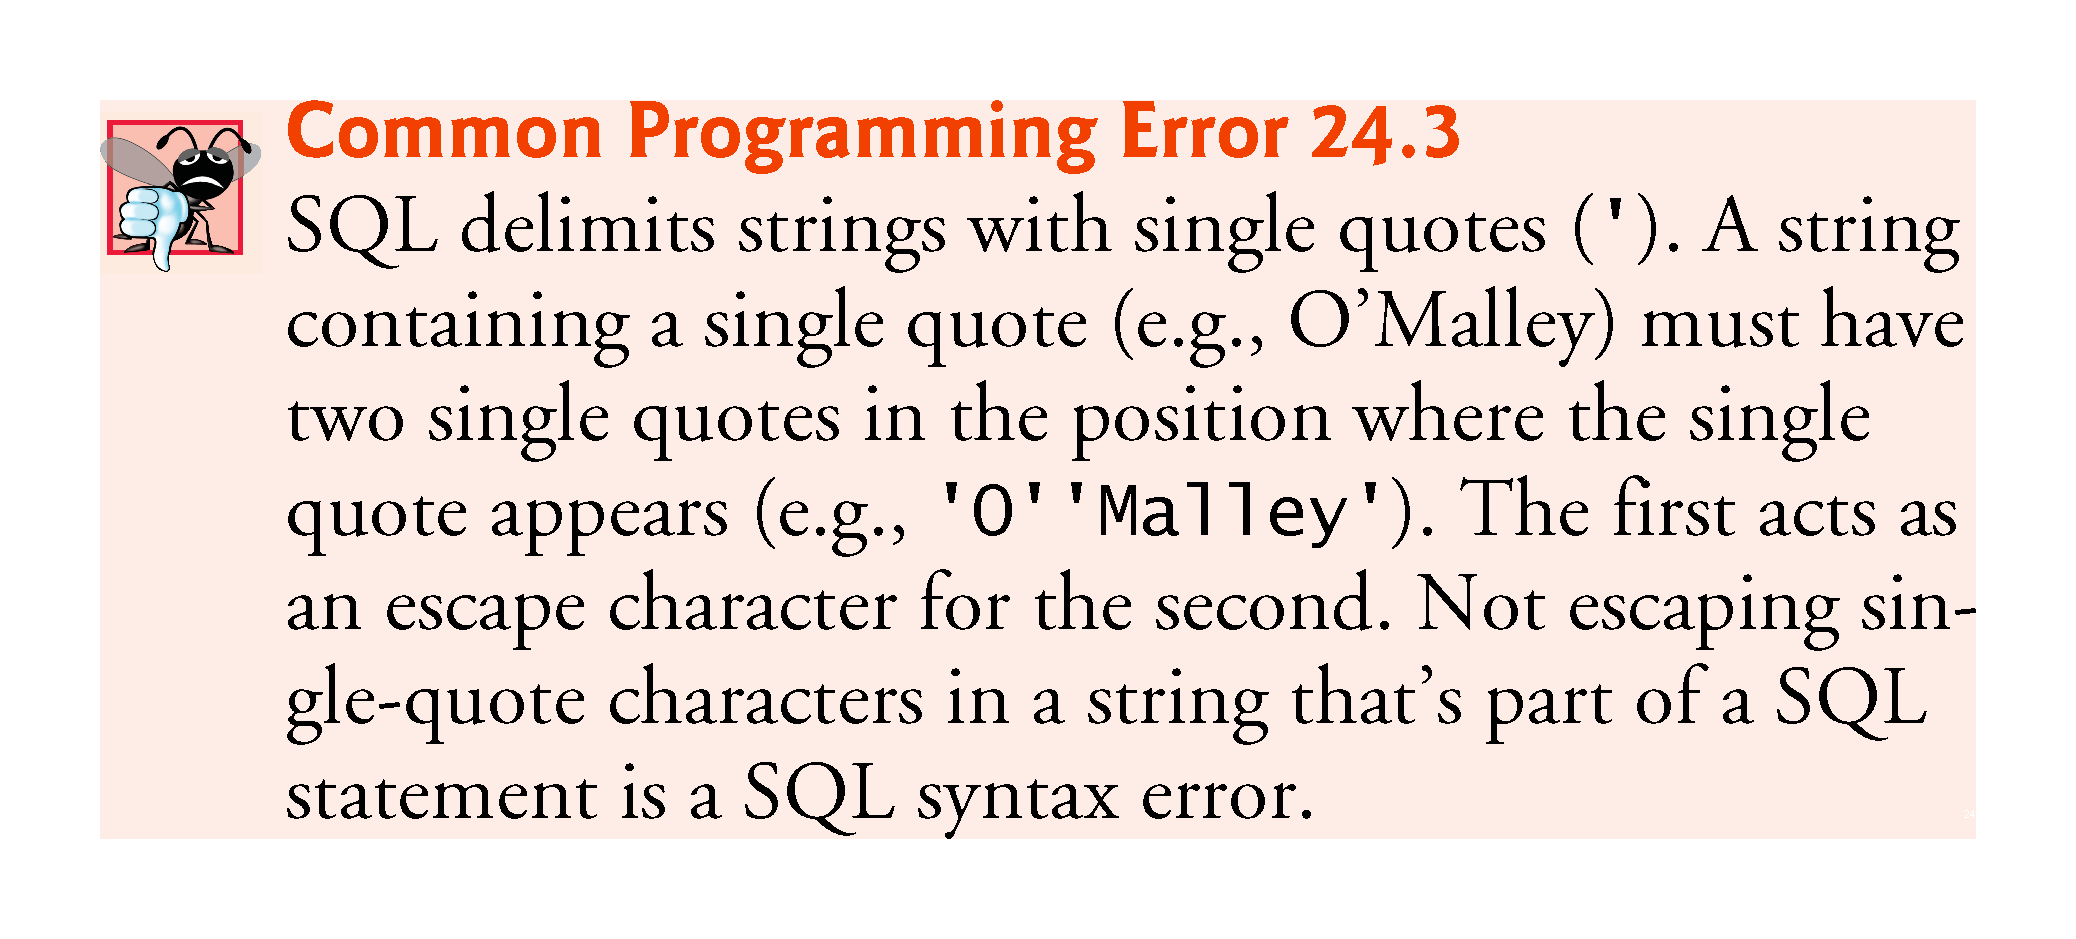 Common Programming Error 24.3
SQL delimits strings with single quotes ('). A string
containing a single quote (e.g., O’Malley) must have
two single quotes in the position where the single
quote appears (e.g., 'O''Malley'). The first acts as
an escape character for the second. Not escaping sin-
gle-quote characters in a string that’s part of a SQL
statement is a SQL syntax error.
24